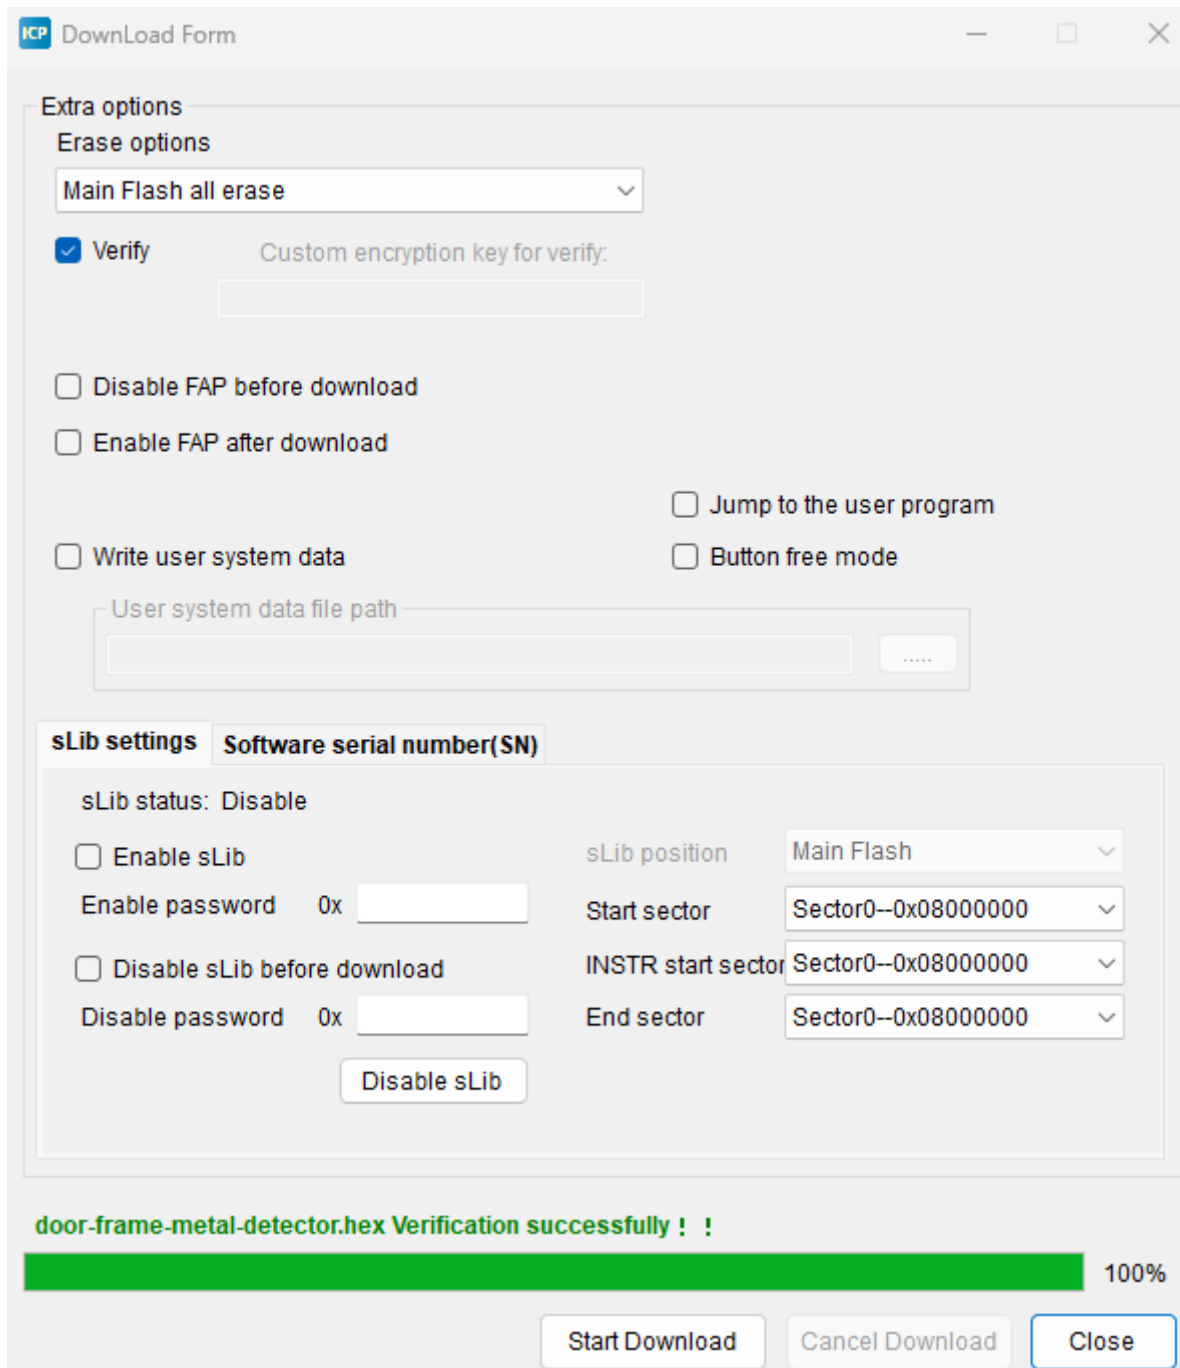 ICP DownLoad Form
Extra options
Erase options
Main Flash all erase
Verify
Custom encryption key for verify:
Disable FAP before download
Enable FAP after download
Jump to the user program
Write user system data
Button free mode
User system data file path
.....
sLib settings
Software serial number(SN)
sLib status: Disable
Enable sLib
sLib position
Main Flash
Enable password 0x
Start sector
Sector0--0x08000000
Disable sLib before download
INSTR start sector
Sector0--0x08000000
Disable password 0x
End sector
Sector0--0x08000000
Disable sLib
door-frame-metal-detector.hex Verification successfully！！
100%
Start Download
Cancel Download
Close